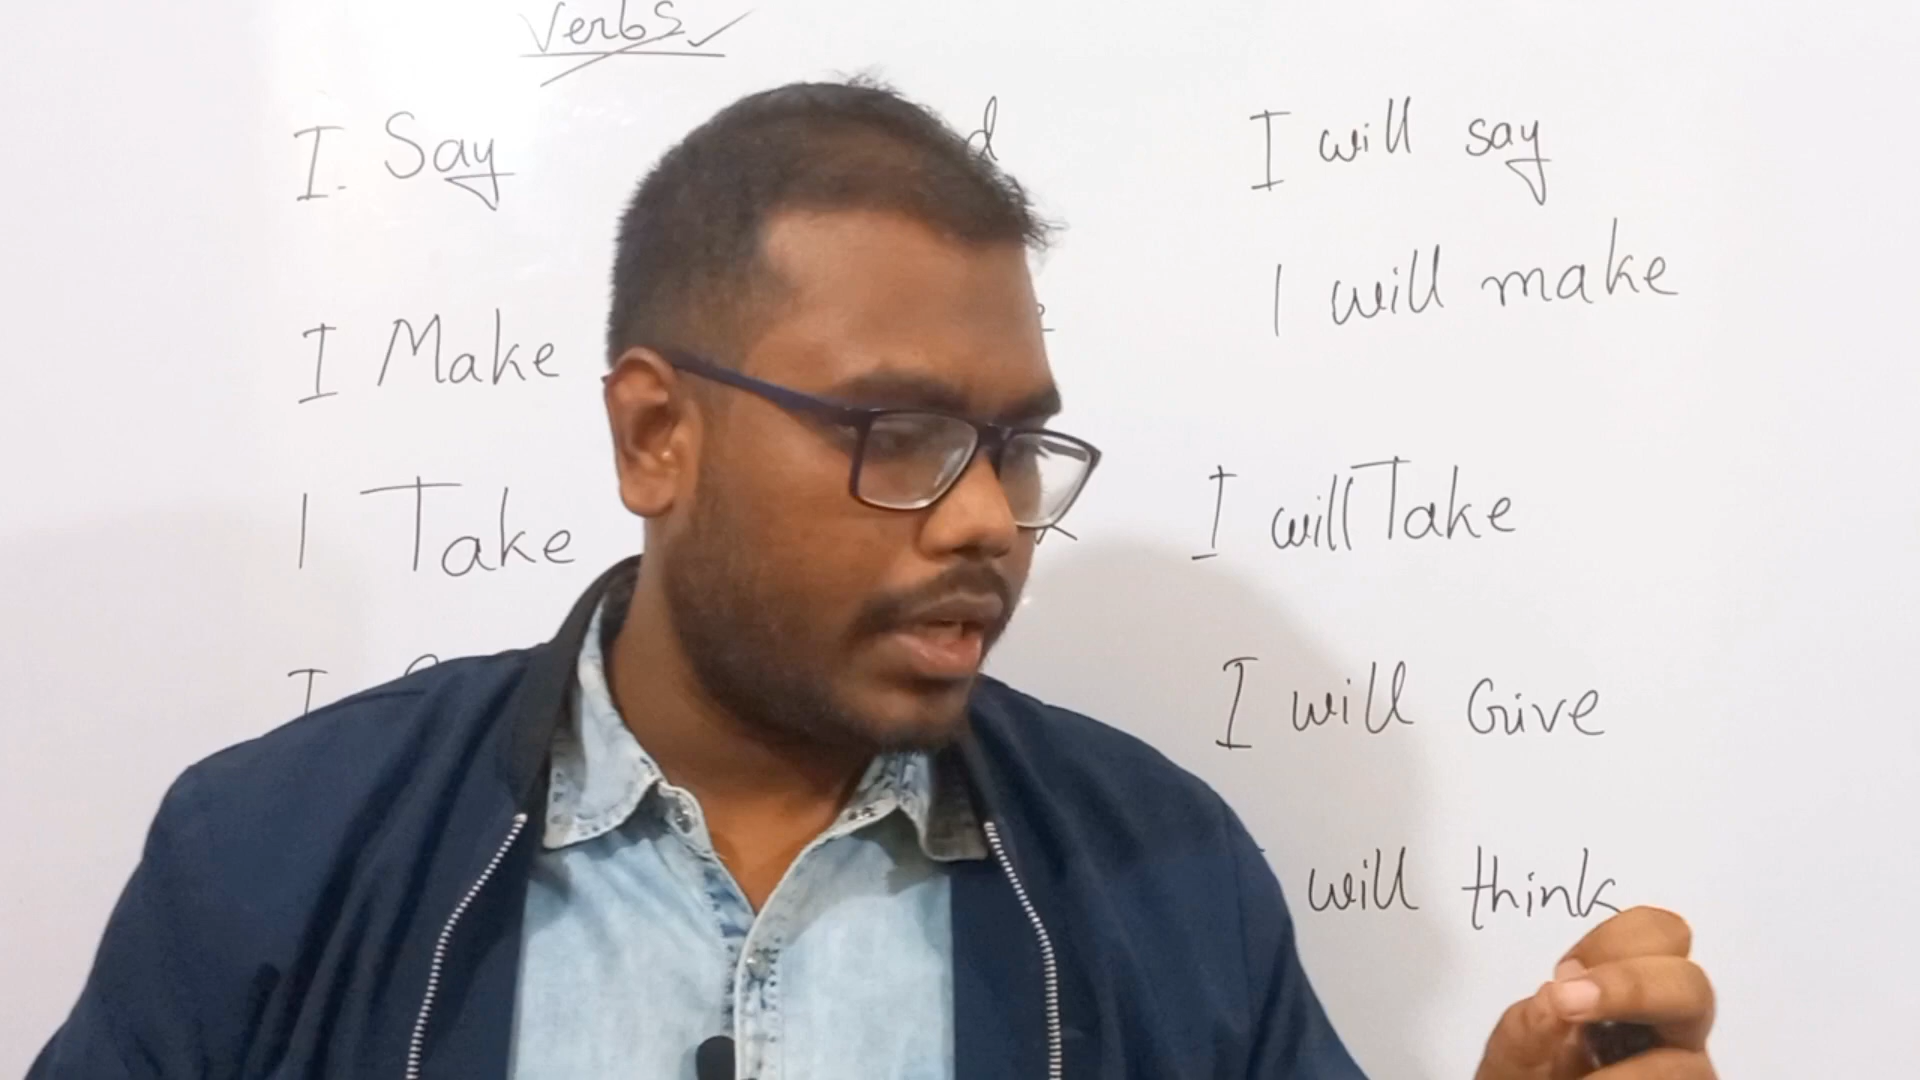 Verbs
I. Say I will say
I Make I will make
I Take I will Take
I I will Give
will think